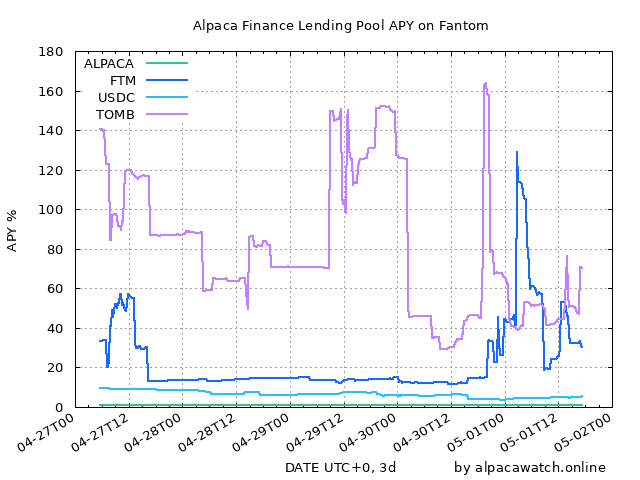 Alpaca Finance Lending Pool APY on Fantom
180
160
140
120
100
80
60
40
20
0
APY %
ALPACA
FTM
USDC
TOMB
04-27T00
04-27T12
04-28T00
04-28T12
04-29T00
04-29T12
04-30T00
04-30T12
05-01T00
05-01T12
05-02T00
DATE UTC+0, 3d
by alpacawatch.online